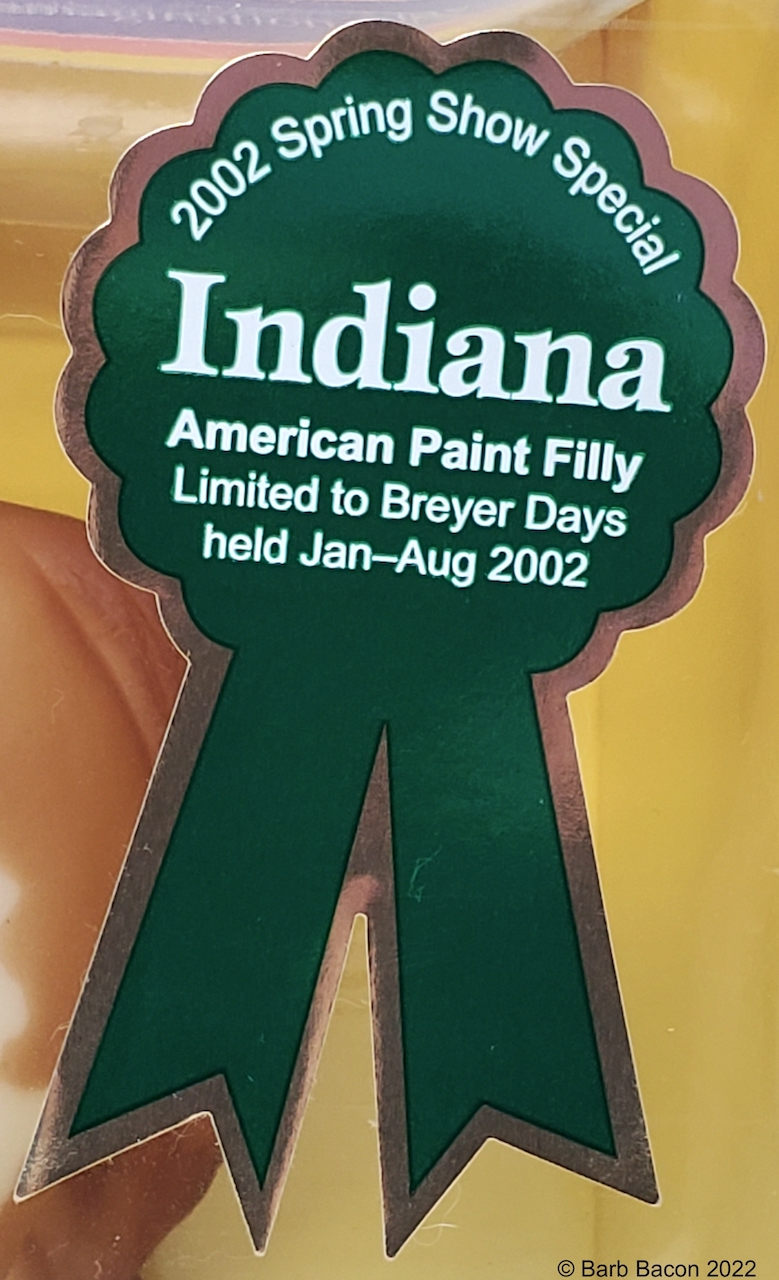 2002 Spring Show Special
Indiana
American Paint Filly
Limited to Breyer Days
held Jan–Aug 2002
© Barb Bacon 2022